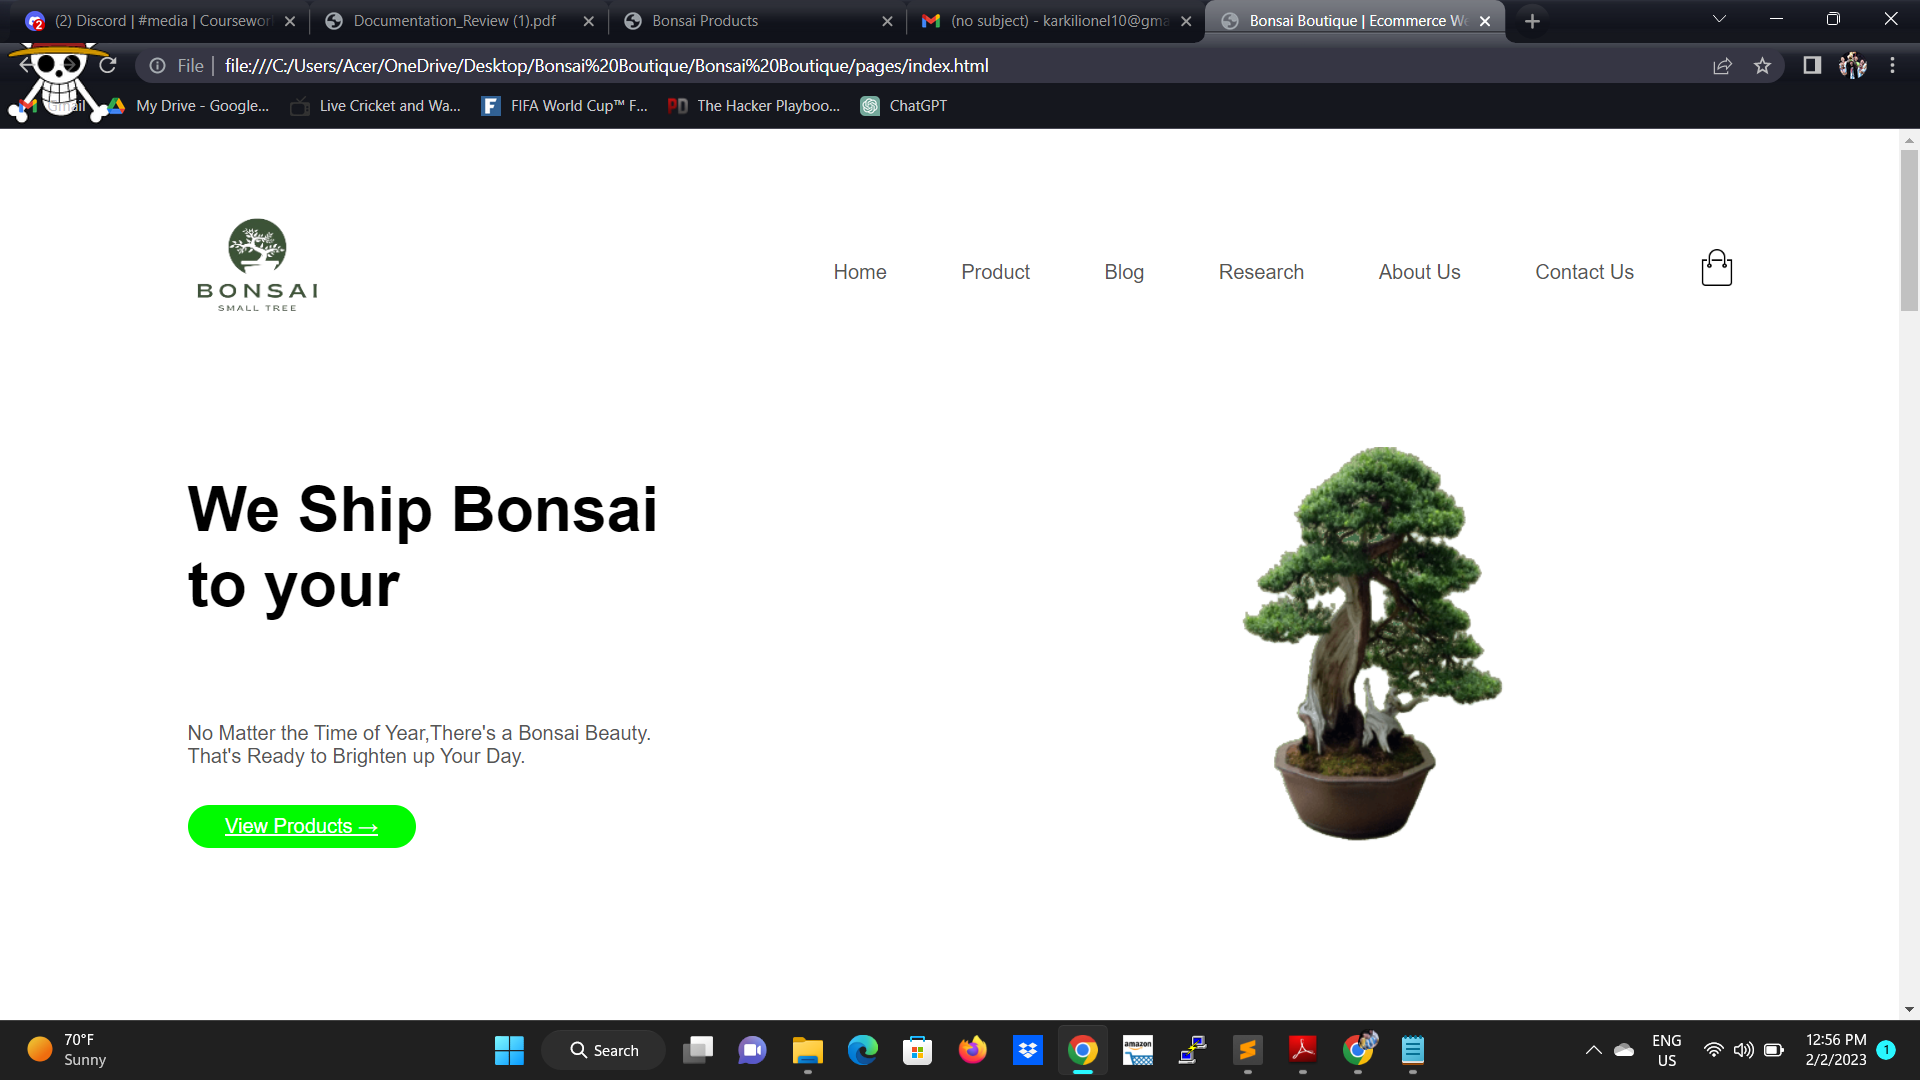 (2) Discord | #media | Coursewor
Documentation_Review (1).pdf
Bonsai Products
(no subject) - karkilionel10@gma
Bonsai Boutique | Ecommerce We
File
file:///C:/Users/Acer/OneDrive/Desktop/Bonsai%20Boutique/Bonsai%20Boutique/pages/index.html
Gmail
My Drive - Google...
Live Cricket and Wa...
F
FIFA World Cup™ F...
PD
The Hacker Playboo...
ChatGPT
BONSAI
SMALL TREE
Home
Product
Blog
Research
About Us
Contact Us
We Ship Bonsai
to your
No Matter the Time of Year,There's a Bonsai Beauty.
That's Ready to Brighten up Your Day.
View Products →
70°F
Sunny
Search
amazon
ENG
US
12:56 PM
2/2/2023
1